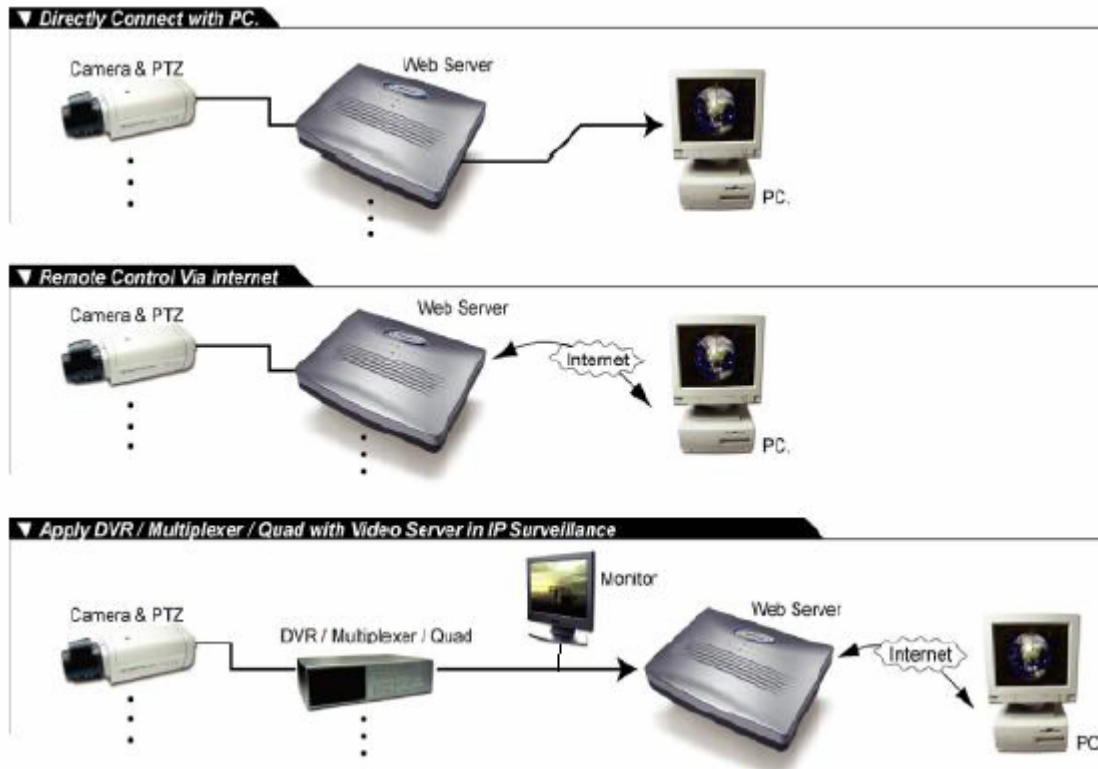 ▼ Directly Connect with PC.
Camera & PTZ
Web Server
PC.
▼ Remote Control Via Internet
Camera & PTZ
Web Server
Internet
PC.
▼ Apply DVR / Multiplexer / Quad with Video Server in IP Surveillance
Camera & PTZ
DVR / Multiplexer / Quad
Monitor
Web Server
Internet
PC